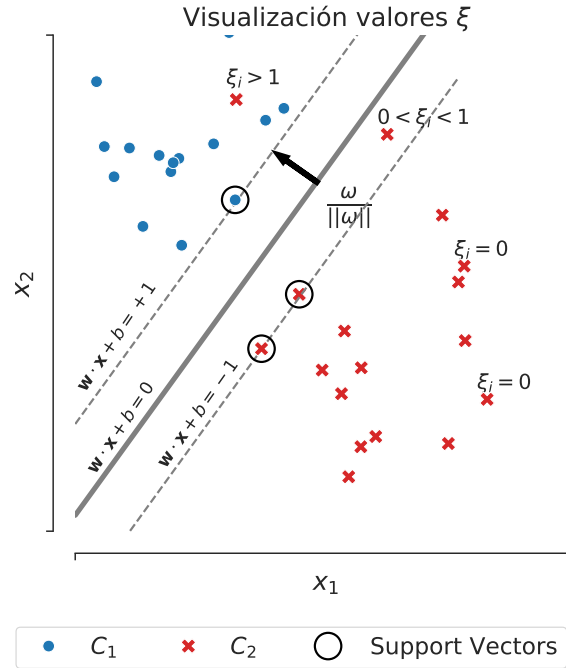 Visualización valores ξ
ξᵢ > 1
0 < ξᵢ < 1
ω
||ω||
ξᵢ = 0
x₂
w · x + b = +1
w · x + b = −1
ξᵢ = 0
w · x + b = 0
x₁
C₁ C₂ Support Vectors